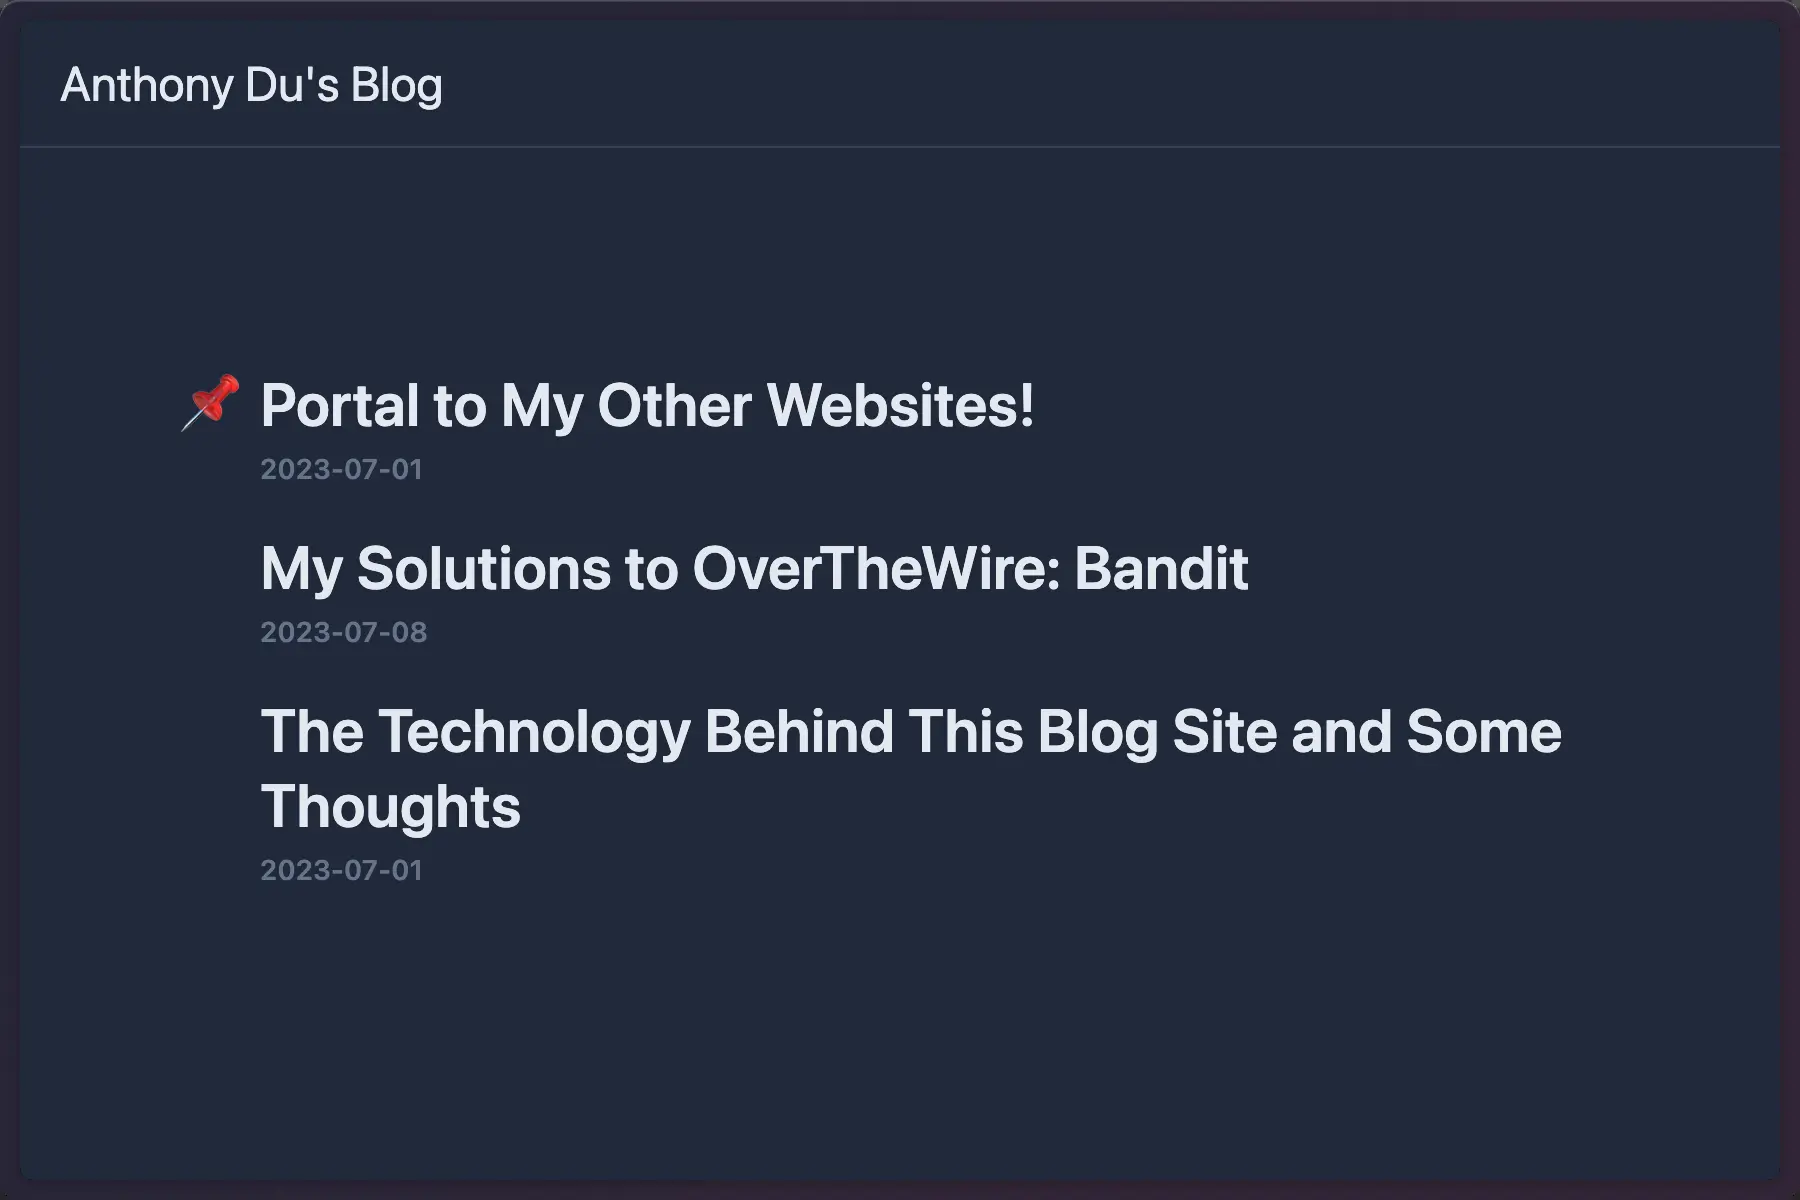 Anthony Du's Blog
Portal to My Other Websites!
2023-07-01
My Solutions to OverTheWire: Bandit
2023-07-08
The Technology Behind This Blog Site and Some
Thoughts
2023-07-01